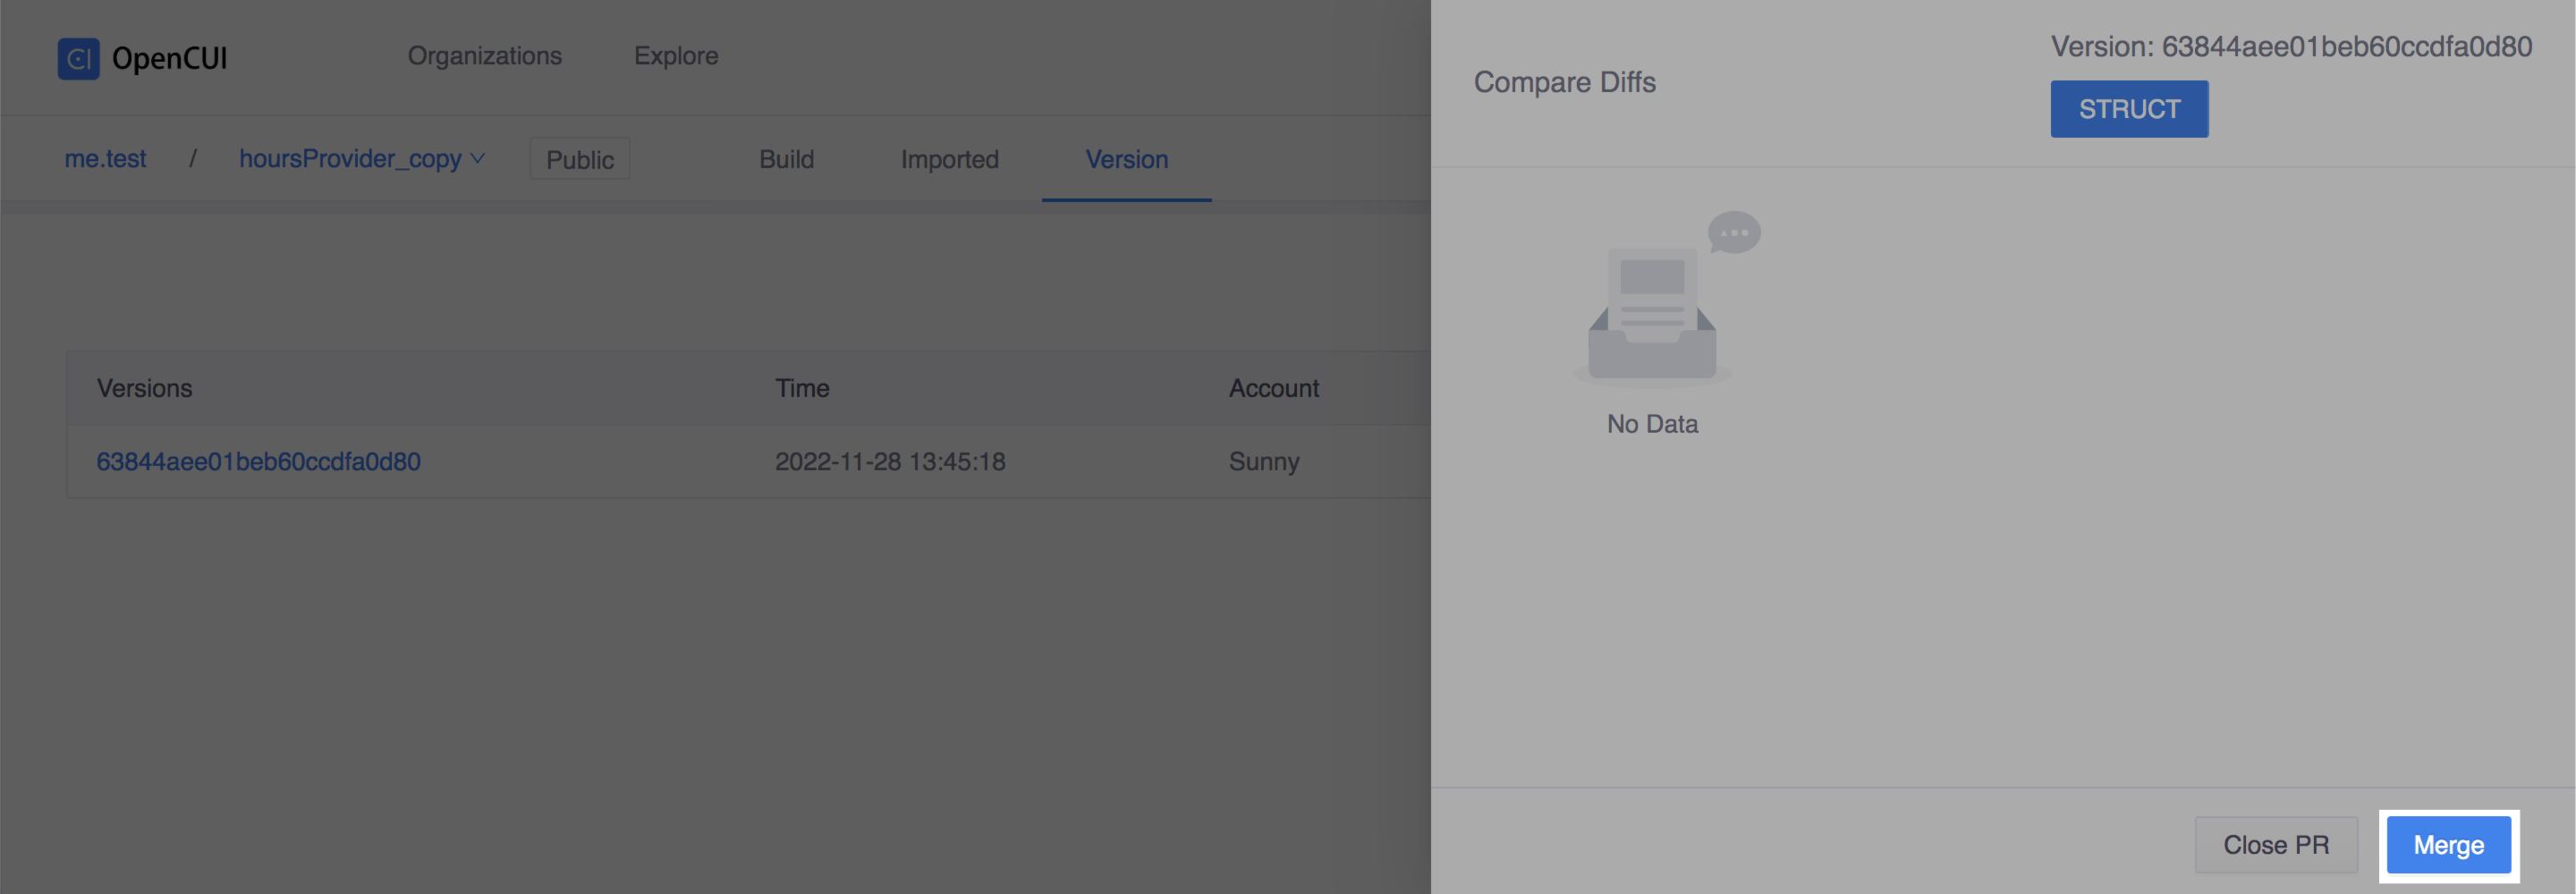 OpenCUI
Organizations
Explore
me.test / hoursProvider_copy
Public
Build
Imported
Version
Versions
Time
Account
63844aee01beb60ccdfa0d80
2022-11-28 13:45:18
Sunny
Compare Diffs
Version: 63844aee01beb60ccdfa0d80
STRUCT
No Data
Close PR
Merge